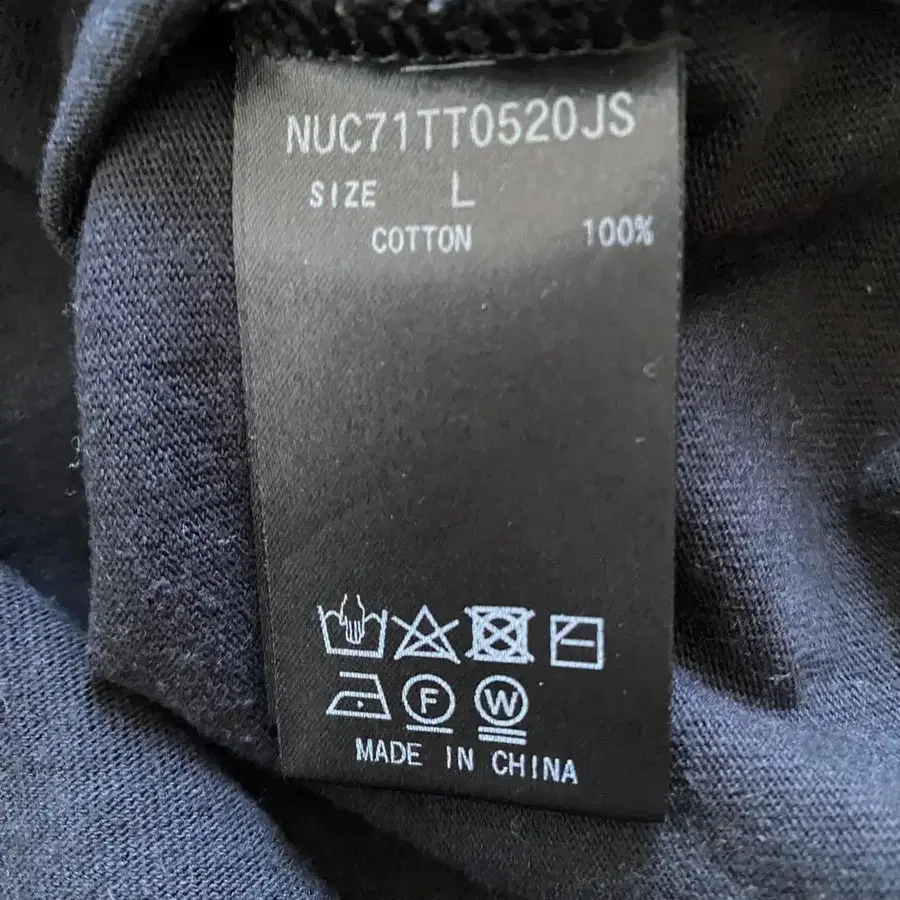 NUC71TT0520JS
SIZE L
COTTON 100%
F W
MADE IN CHINA